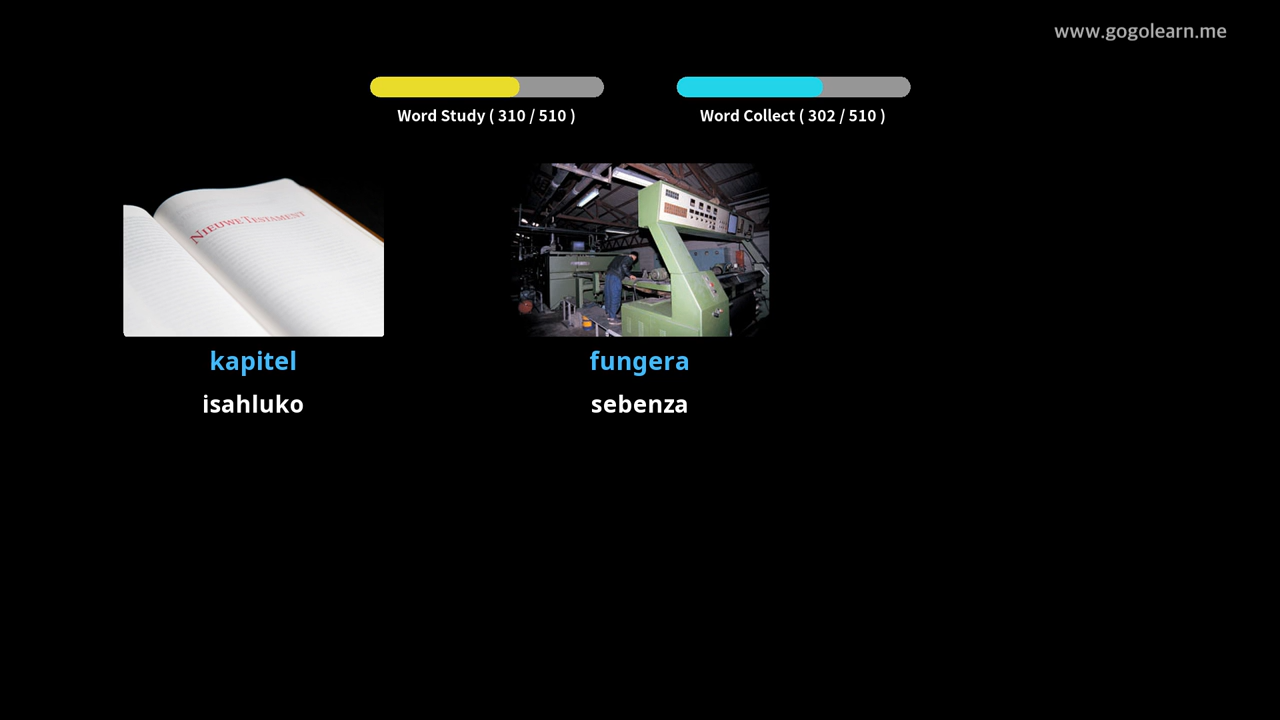 www.gogolearn.me
Word Study ( 310 / 510 )
Word Collect ( 302 / 510 )
NIEUWE TESTAMENT
kapitel
fungera
isahluko
sebenza